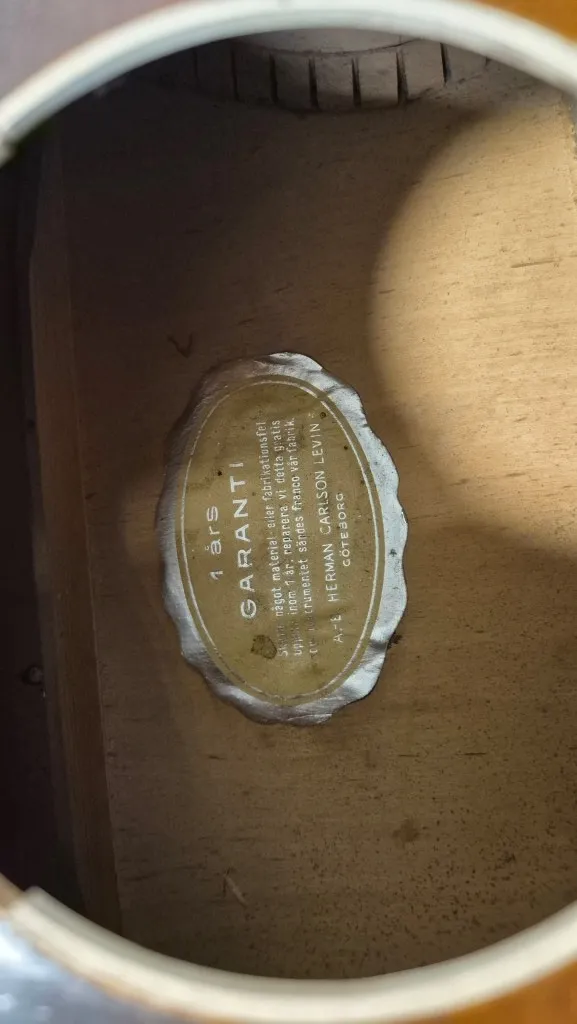 1 års
GARANTI
något material- eller fabrikationsfel
inom 1 år, reparera vi detta gratis
instrumentet sändes franco vår fabrik.
A.-B. HERMAN CARLSON LEVIN
GÖTEBORG